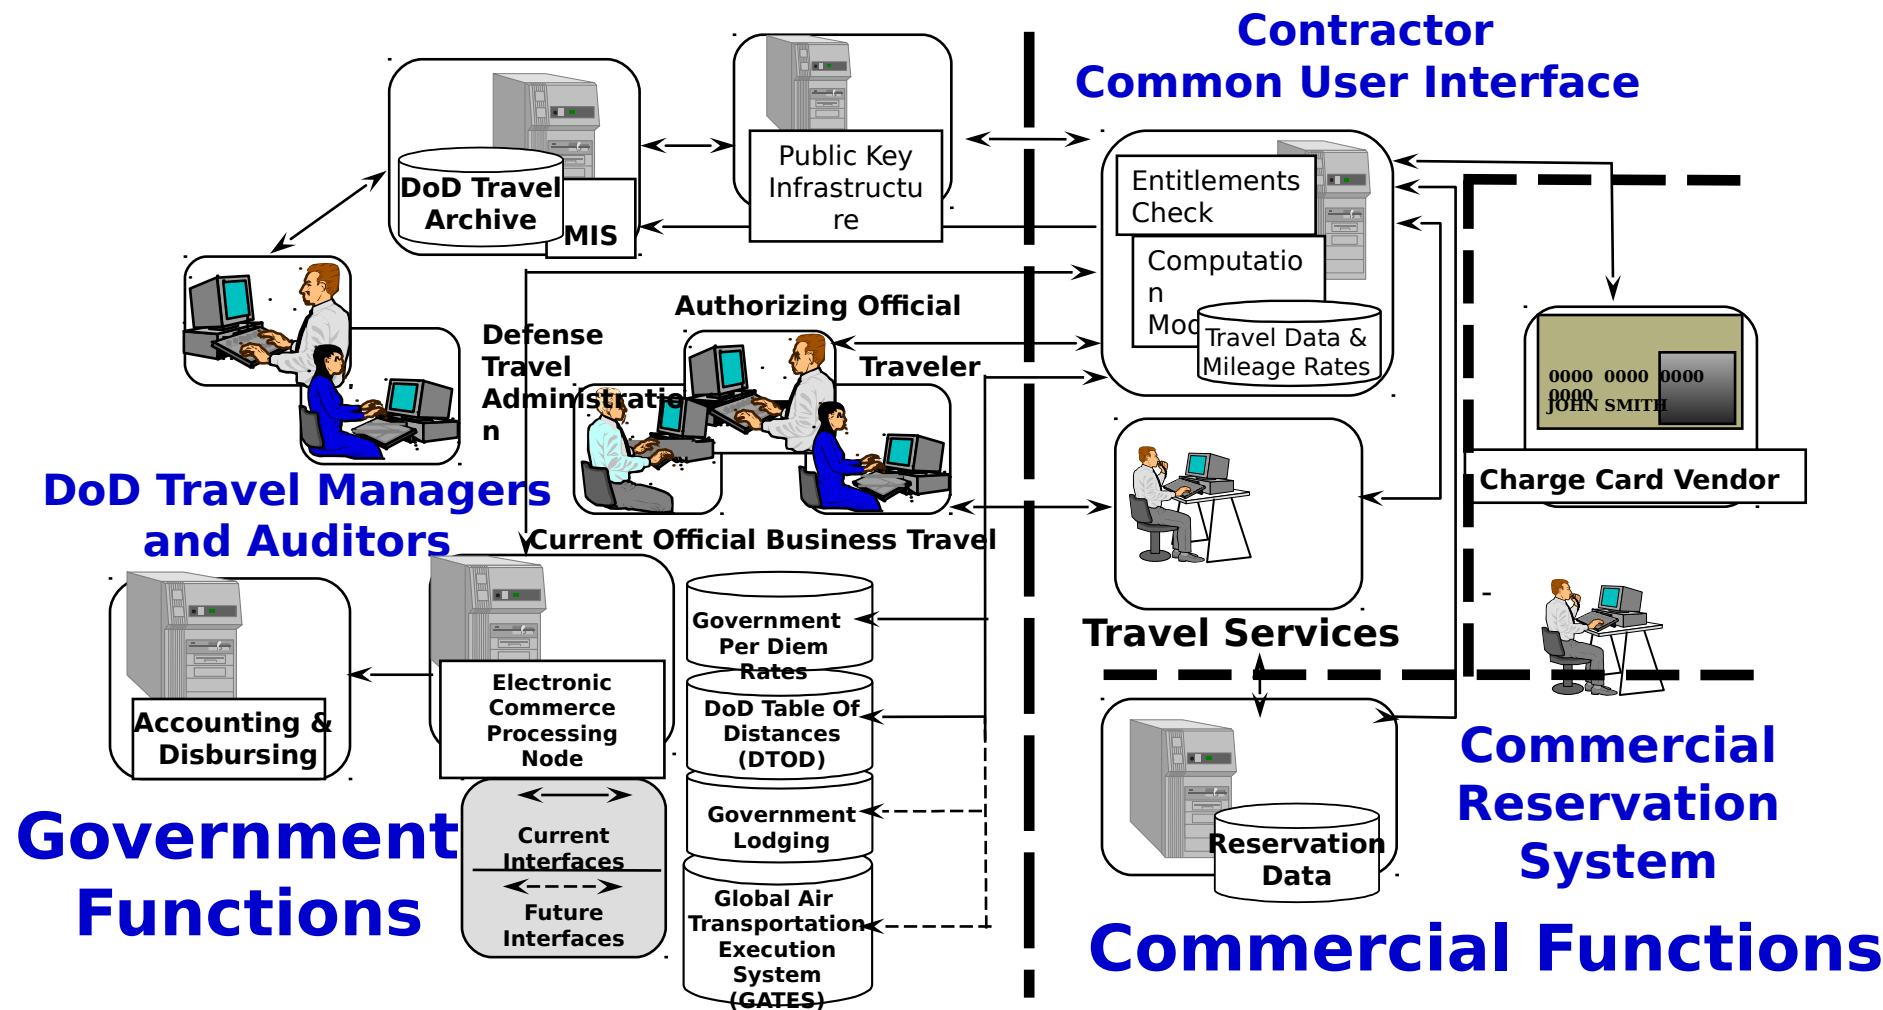 Contractor
Common User Interface
DoD Travel
Archive
MIS
Public Key
Infrastructu
re
Entitlements
Check
Computatio
n
Mod
Travel Data &
Mileage Rates
Authorizing Official
Defense
Travel
Administratio
n
Traveler
0000 0000 0000
0000
JOHN SMITH
Charge Card Vendor
DoD Travel Managers
and Auditors
Current Official Business Travel
Travel Services
Accounting &
Disbursing
Electronic
Commerce
Processing
Node
Government
Per Diem
Rates
DoD Table Of
Distances
(DTOD)
Government
Lodging
Global Air
Transportation
Execution
System
(GATES)
Current
Interfaces
Future
Interfaces
Reservation
Data
Commercial
Reservation
System
Government
Functions
Commercial Functions